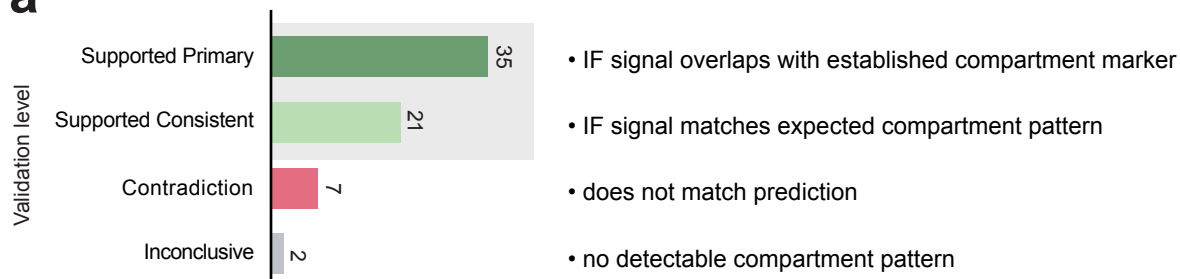 a
Validation level
Supported Primary 35 • IF signal overlaps with established compartment marker
Supported Consistent 21 • IF signal matches expected compartment pattern
Contradiction 7 • does not match prediction
Inconclusive 2 • no detectable compartment pattern